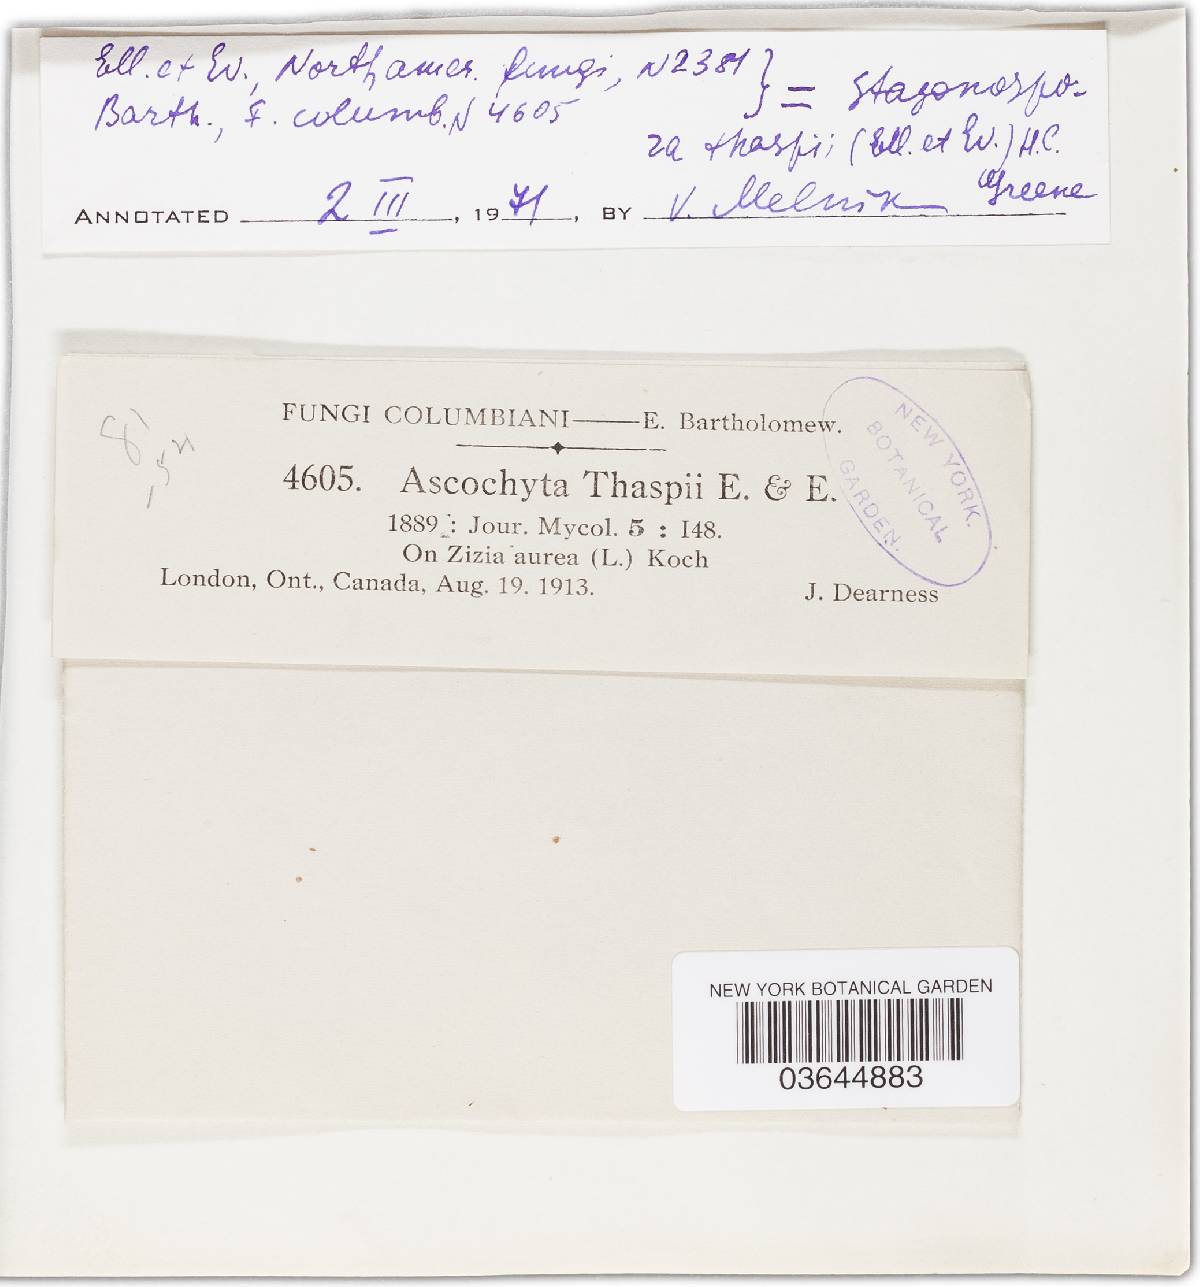 Ell. et Ev., North amer. fungi, N2381 } = Stagonospo-
Barth., F. columb. N 4605
ra thaspii (Ell. et Ev.) H.C.
Greene
ANNOTATED 2 III, 1971, BY V. Melnik
FUNGI COLUMBIANI——E. Bartholomew.
4605. Ascochyta Thaspii E. & E.
1889 : Jour. Mycol. 5 : 148.
On Zizia aurea (L.) Koch
London, Ont., Canada, Aug. 19. 1913.
J. Dearness
NEW YORK.
BOTANICAL
GARDEN.
NEW YORK BOTANICAL GARDEN
03644883